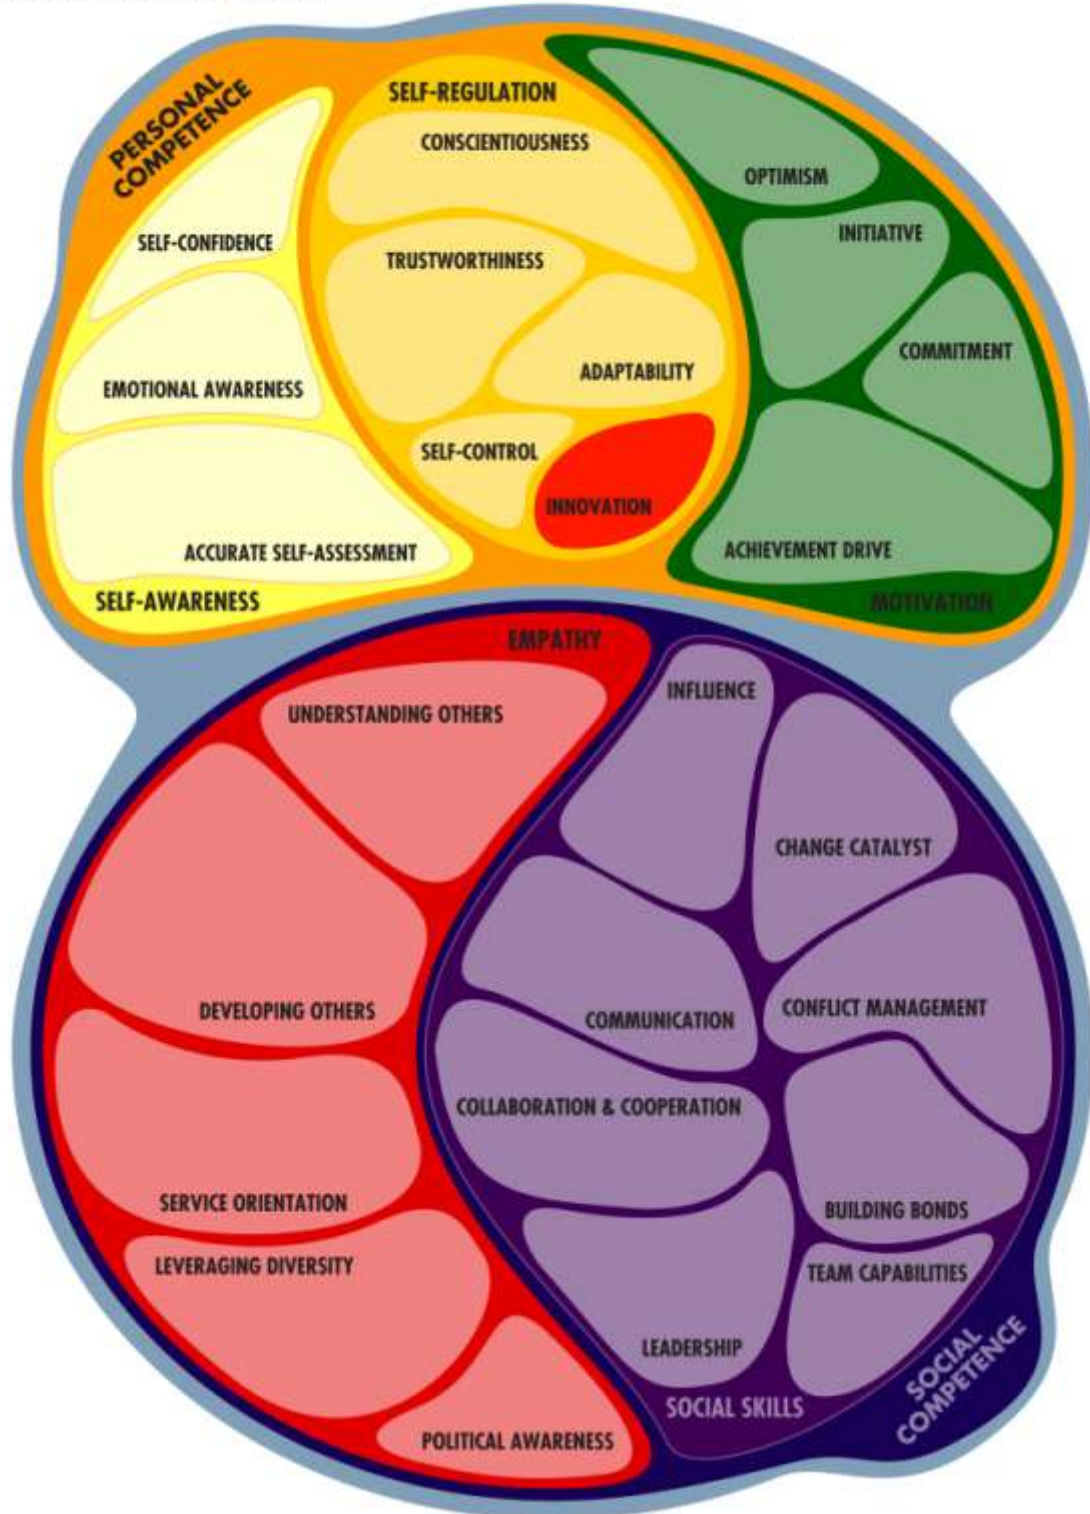 PERSONAL
COMPETENCE
SELF-REGULATION
CONSCIENTIOUSNESS
TRUSTWORTHINESS
ADAPTABILITY
SELF-CONTROL
INNOVATION
SELF-CONFIDENCE
EMOTIONAL AWARENESS
ACCURATE SELF-ASSESSMENT
SELF-AWARENESS
OPTIMISM
INITIATIVE
COMMITMENT
ACHIEVEMENT DRIVE
MOTIVATION
EMPATHY
UNDERSTANDING OTHERS
DEVELOPING OTHERS
SERVICE ORIENTATION
LEVERAGING DIVERSITY
POLITICAL AWARENESS
INFLUENCE
CHANGE CATALYST
COMMUNICATION
CONFLICT MANAGEMENT
COLLABORATION & COOPERATION
BUILDING BONDS
TEAM CAPABILITIES
LEADERSHIP
SOCIAL SKILLS
SOCIAL
COMPETENCE